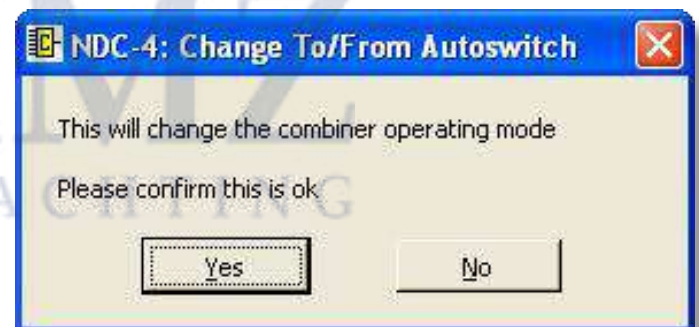 NDC-4: Change To/From Autoswitch
This will change the combiner operating mode
Please confirm this is ok
Yes
No